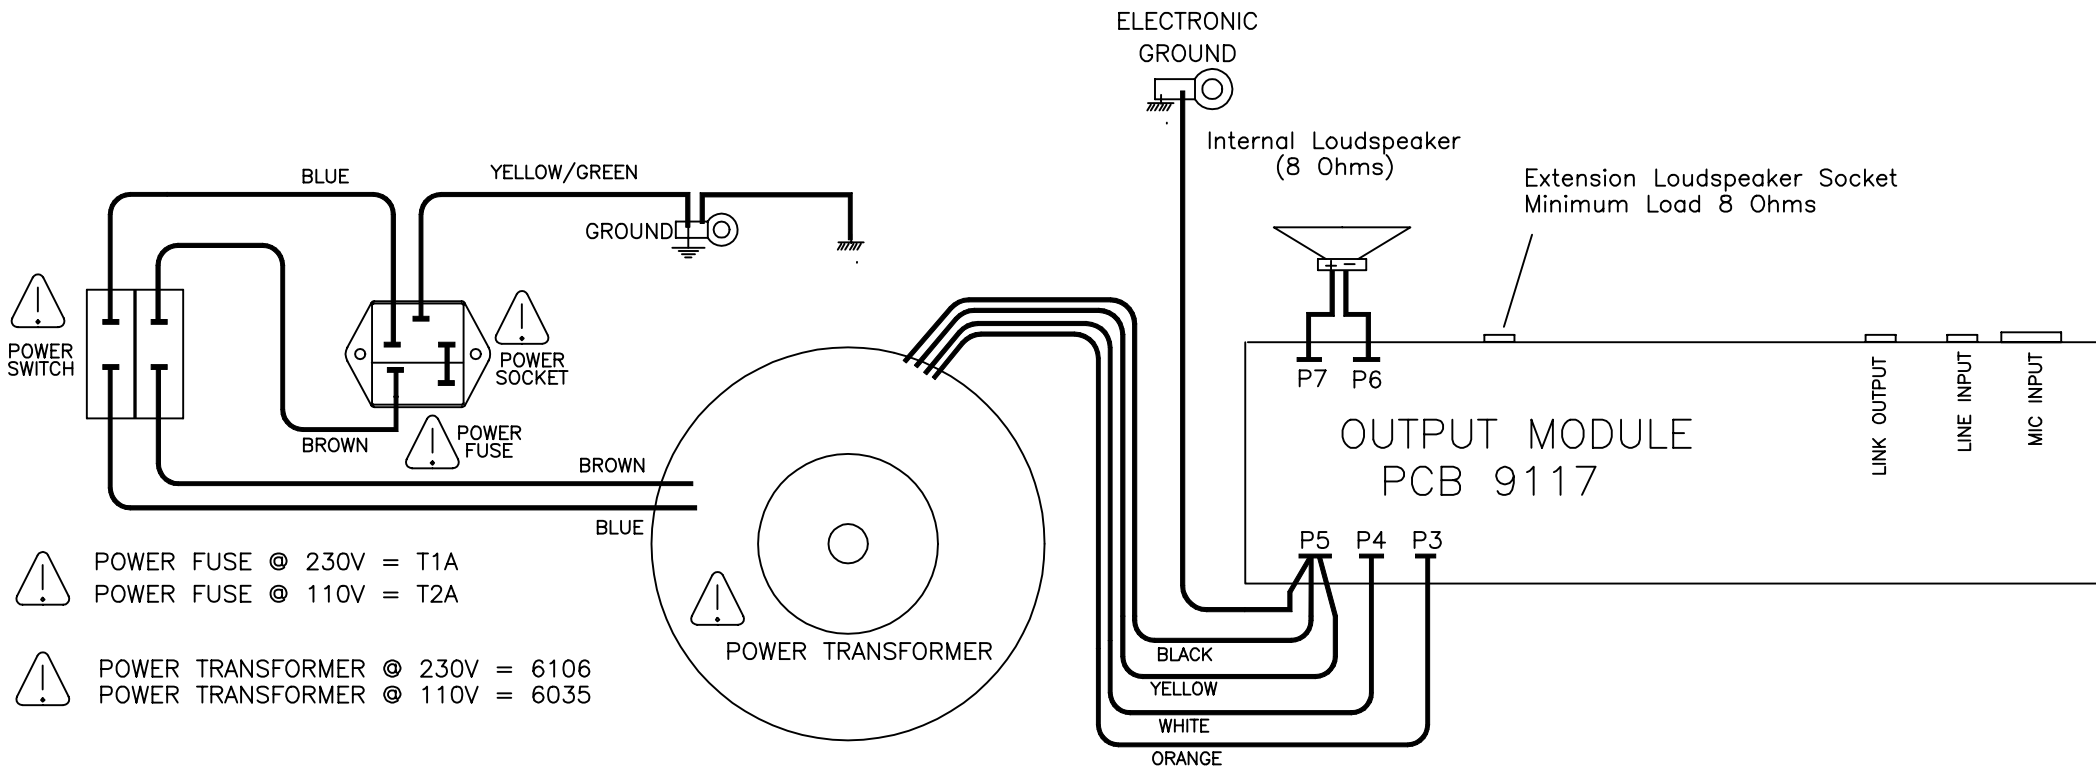 ELECTRONIC
GROUND
Internal Loudspeaker
(8 Ohms)
Extension Loudspeaker Socket
Minimum Load 8 Ohms
BLUE
YELLOW/GREEN
GROUND
POWER
SWITCH
POWER
SOCKET
POWER
FUSE
BROWN
BROWN
BLUE
+ −
P7 P6
LINK OUTPUT
LINE INPUT
MIC INPUT
OUTPUT MODULE
PCB 9117
P5 P4 P3
POWER FUSE @ 230V = T1A
POWER FUSE @ 110V = T2A
POWER TRANSFORMER @ 230V = 6106
POWER TRANSFORMER @ 110V = 6035
POWER TRANSFORMER
BLACK
YELLOW
WHITE
ORANGE